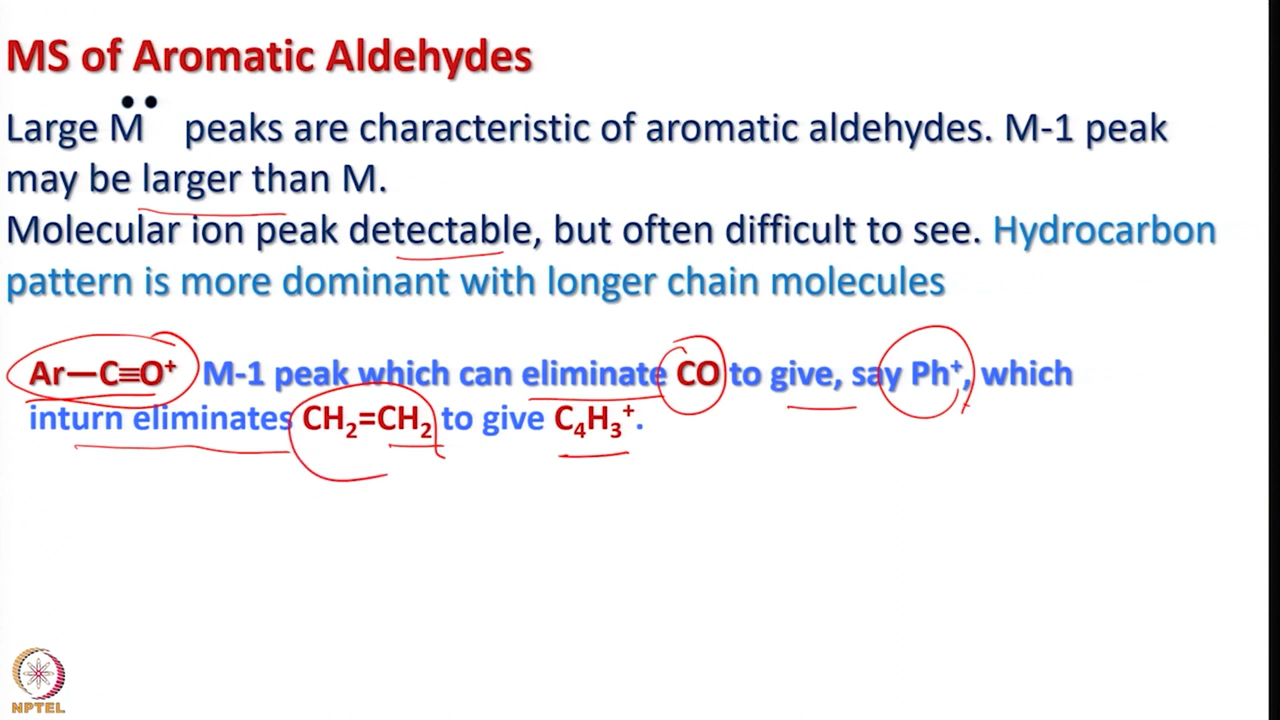 MS of Aromatic Aldehydes
Large M•• peaks are characteristic of aromatic aldehydes. M-1 peak
may be larger than M.
Molecular ion peak detectable, but often difficult to see. Hydrocarbon
pattern is more dominant with longer chain molecules
Ar—C≡O⁺ M-1 peak which can eliminate CO to give, say Ph⁺, which
inturn eliminates CH₂=CH₂ to give C₄H₃⁺.
NPTEL